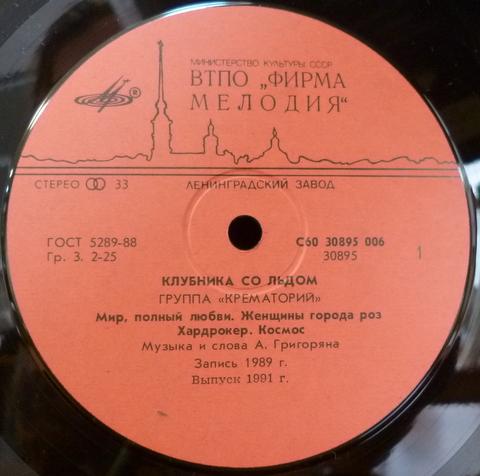 МИНИСТЕРСТВО КУЛЬТУРЫ СССР
ВТПО „ФИРМА
МЕЛОДИЯ“
®
СТЕРЕО 33 ЛЕНИНГРАДСКИЙ ЗАВОД
ГОСТ 5289-88 С60 30895 006
Гр. 3. 2-25 30895 1
КЛУБНИКА СО ЛЬДОМ
ГРУППА «КРЕМАТОРИЙ»
Мир, полный любви. Женщины города роз
Хардрокер. Космос
Музыка и слова А. Григоряна
Запись 1989 г.
Выпуск 1991 г.